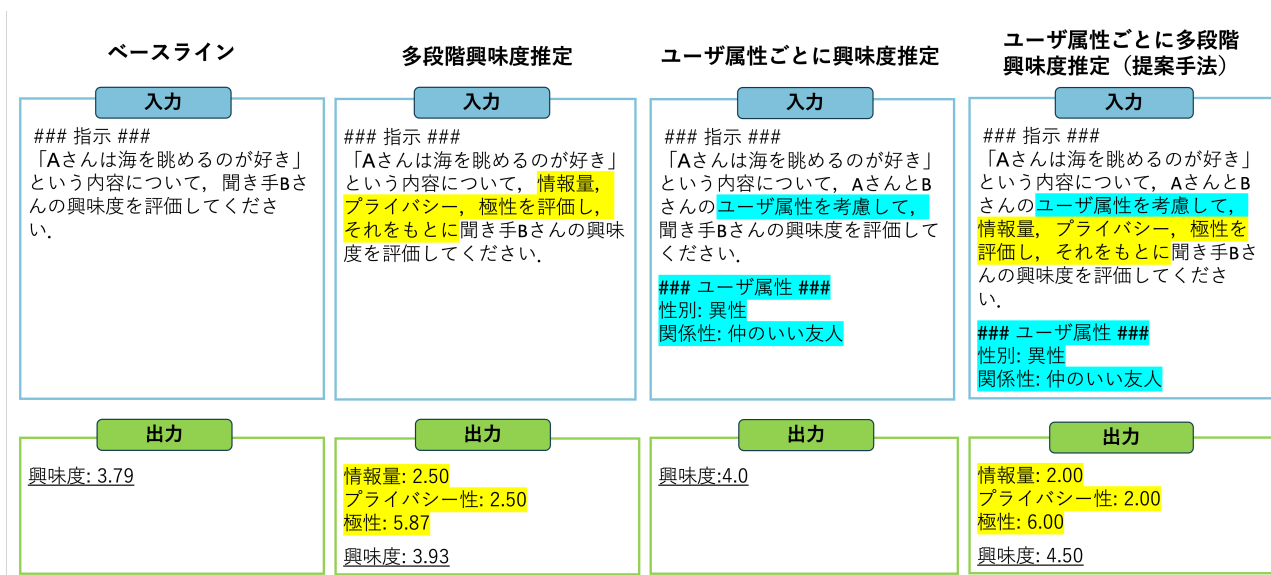 ベースライン
入力
### 指示 ###
「Aさんは海を眺めるのが好き」
という内容について，聞き手Bさ
んの興味度を評価してくださ
い．
出力
興味度: 3.79
多段階興味度推定
入力
### 指示 ###
「Aさんは海を眺めるのが好き」
という内容について，情報量，
プライバシー，極性を評価し，
それをもとに聞き手Bさんの興味
度を評価してください．
出力
情報量: 2.50
プライバシー性: 2.50
極性: 5.87
興味度: 3.93
ユーザ属性ごとに興味度推定
入力
### 指示 ###
「Aさんは海を眺めるのが好き」
という内容について，AさんとB
さんのユーザ属性を考慮して，
聞き手Bさんの興味度を評価して
ください．
### ユーザ属性 ###
性別: 異性
関係性: 仲のいい友人
出力
興味度:4.0
ユーザ属性ごとに多段階
興味度推定（提案手法）
入力
### 指示 ###
「Aさんは海を眺めるのが好き」
という内容について，AさんとB
さんのユーザ属性を考慮して，
情報量，プライバシー，極性を
評価し，それをもとに聞き手Bさ
んの興味度を評価してくださ
い．
### ユーザ属性 ###
性別: 異性
関係性: 仲のいい友人
出力
情報量: 2.00
プライバシー性: 2.00
極性: 6.00
興味度: 4.50